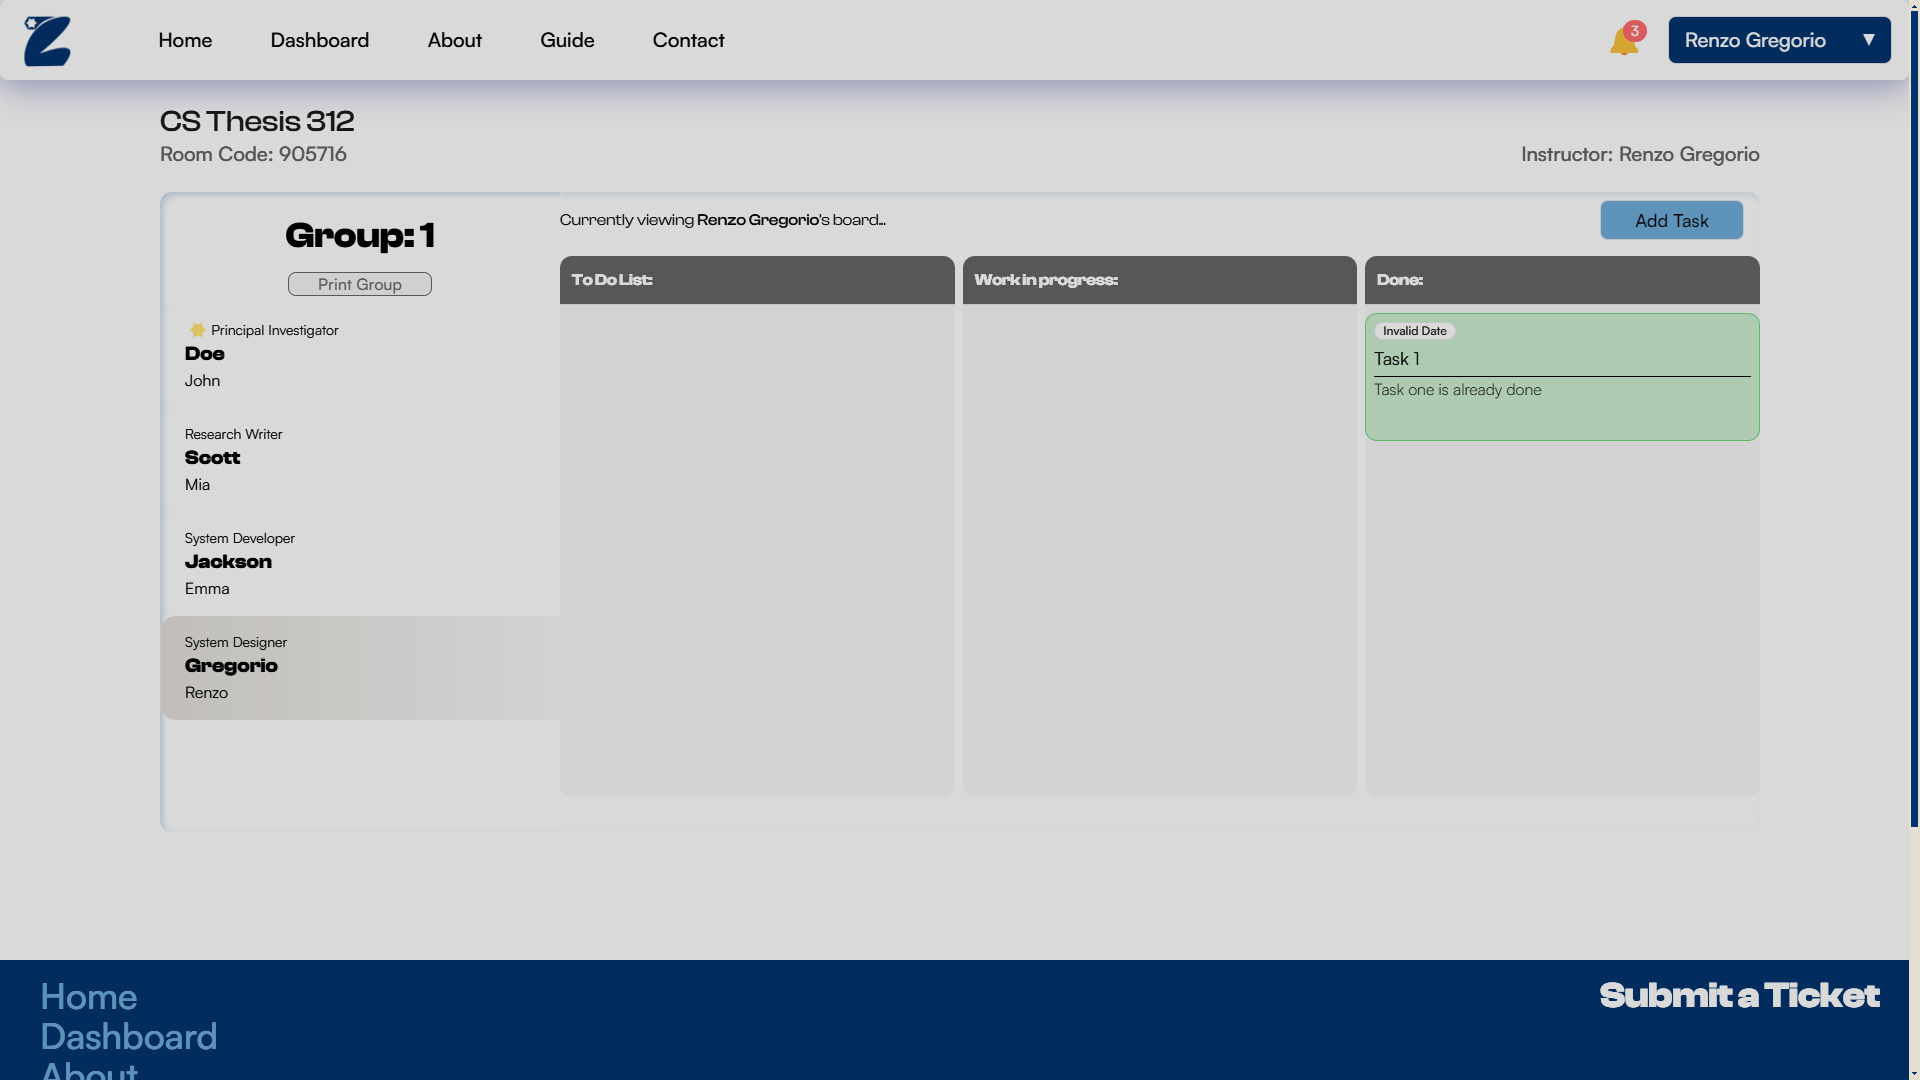 Home Dashboard About Guide Contact 3 Renzo Gregorio ▼
CS Thesis 312
Room Code: 905716
Instructor: Renzo Gregorio
Group: 1
Print Group
Principal Investigator
Doe
John
Research Writer
Scott
Mia
System Developer
Jackson
Emma
System Designer
Gregorio
Renzo
Currently viewing Renzo Gregorio's board...
Add Task
To Do List:
Work in progress:
Done:
Invalid Date
Task 1
Task one is already done
Home
Dashboard
About
Submit a Ticket